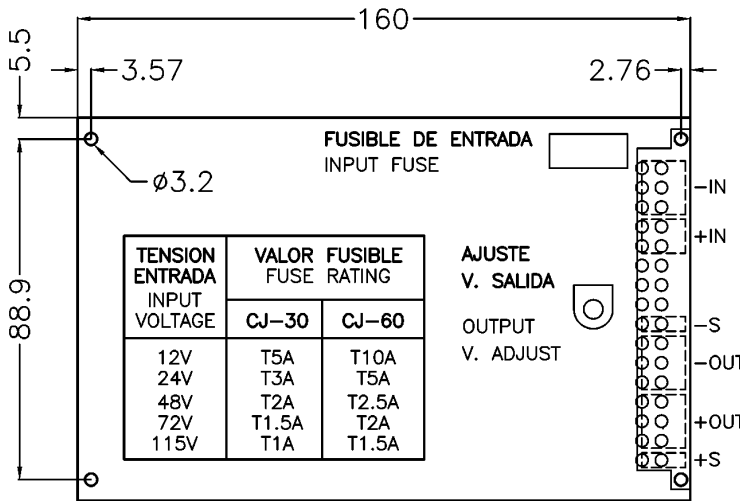 160
5.5
3.57
2.76
FUSIBLE DE ENTRADA
INPUT FUSE
ø3.2
-IN
+IN
88.9
TENSION ENTRADA
INPUT VOLTAGE
VALOR FUSIBLE
FUSE RATING
CJ-30 CJ-60
12V T5A T10A
24V T3A T5A
48V T2A T2.5A
72V T1.5A T2A
115V T1A T1.5A
AJUSTE
V. SALIDA
OUTPUT
V. ADJUST
-S
-OUT
+OUT
+S